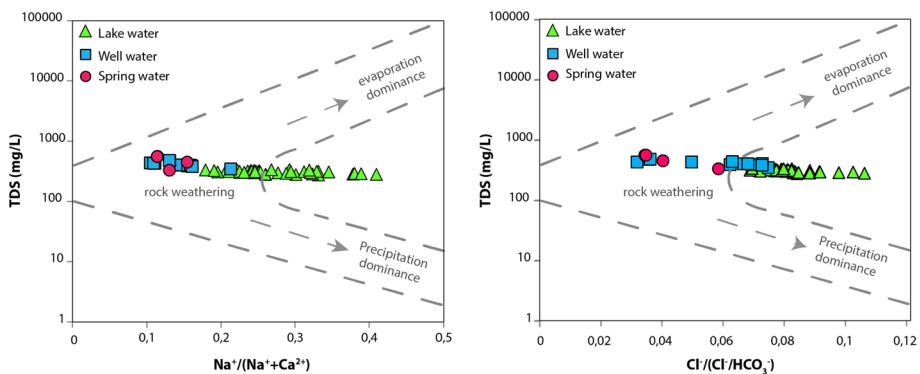 100000
10000
1000
100
10
1
TDS (mg/L)
Lake water
Well water
Spring water
evaporation
dominance
rock weathering
Precipitation
dominance
0
0,1
0,2
0,3
0,4
0,5
Na⁺/(Na⁺+Ca²⁺)
100000
10000
1000
100
10
1
TDS (mg/L)
Lake water
Well water
Spring water
evaporation
dominance
rock weathering
Precipitation
dominance
0
0,02
0,04
0,06
0,08
0,1
0,12
Cl⁻/(Cl⁻/HCO₃⁻)